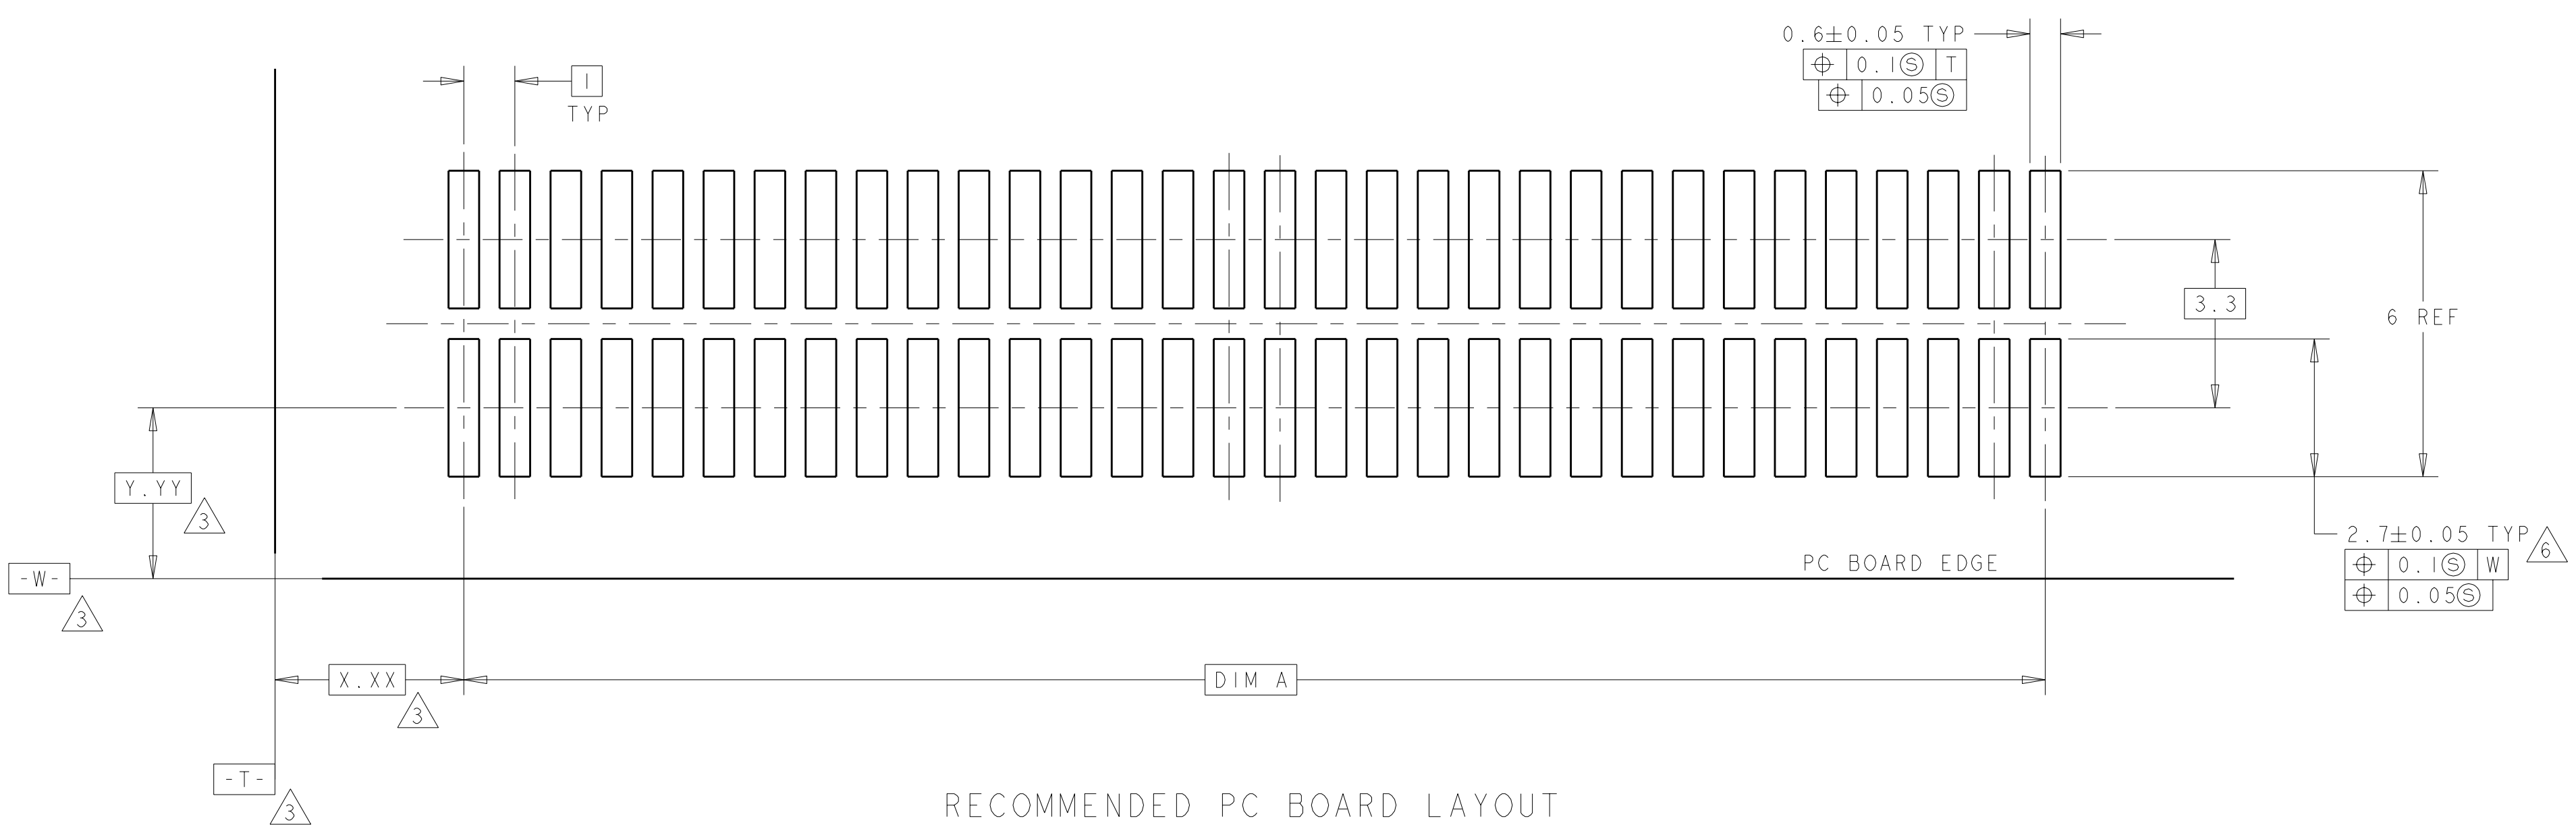 0.6±0.05 TYP
⌖ 0.1Ⓢ T
⌖ 0.05Ⓢ
1
TYP
3.3
6 REF
Y.YY
3
2.7±0.05 TYP 6
⌖ 0.1Ⓢ W
⌖ 0.05Ⓢ
PC BOARD EDGE
-W-
3
X.XX
3
DIM A
-T-
3
RECOMMENDED PC BOARD LAYOUT